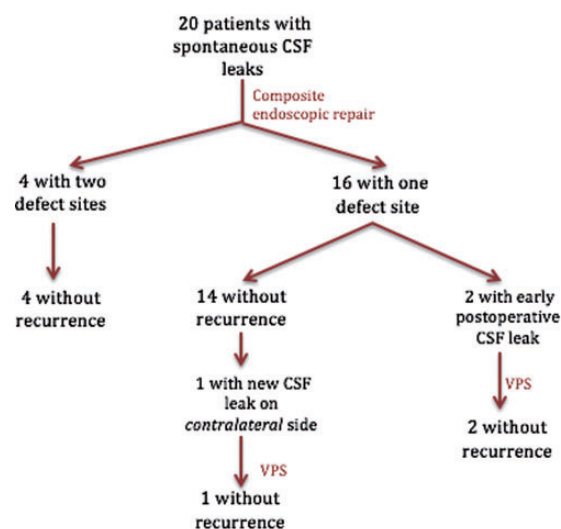 20 patients with
spontaneous CSF
leaks
Composite
endoscopic repair
4 with two
defect sites
16 with one
defect site
4 without
recurrence
14 without
recurrence
2 with early
postoperative
CSF leak
1 with new CSF
leak on
contralateral side
VPS
2 without
recurrence
VPS
1 without
recurrence